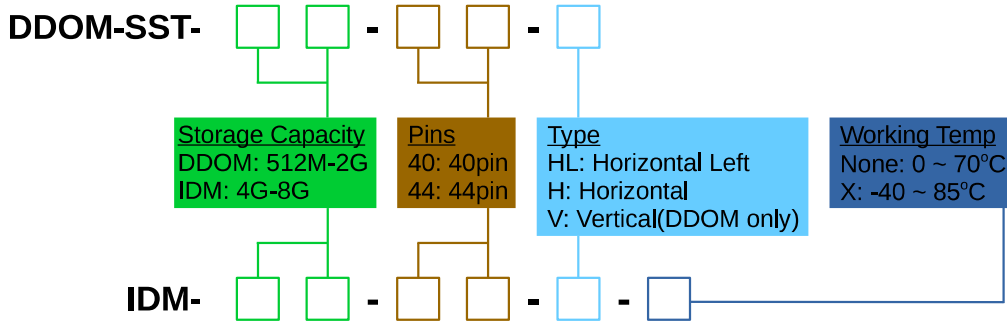 DDOM-SST- - -
Storage Capacity
DDOM: 512M-2G
IDM: 4G-8G
Pins
40: 40pin
44: 44pin
Type
HL: Horizontal Left
H: Horizontal
V: Vertical(DDOM only)
Working Temp
None: 0 ~ 70°C
X: -40 ~ 85°C
IDM- - - -